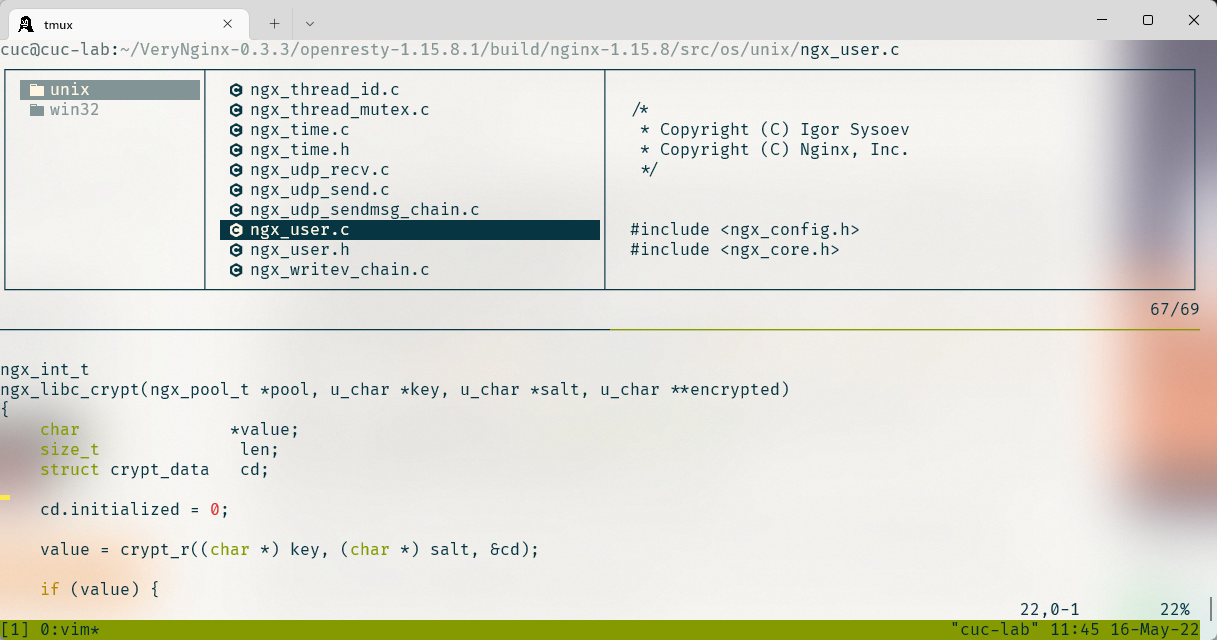 tmux
cuc@cuc-lab:~/VeryNginx-0.3.3/openresty-1.15.8.1/build/nginx-1.15.8/src/os/unix/ngx_user.c
unix
win32
ngx_thread_id.c
ngx_thread_mutex.c
ngx_time.c
ngx_time.h
ngx_udp_recv.c
ngx_udp_send.c
ngx_udp_sendmsg_chain.c
ngx_user.c
ngx_user.h
ngx_writev_chain.c
/*
 * Copyright (C) Igor Sysoev
 * Copyright (C) Nginx, Inc.
 */
#include <ngx_config.h>
#include <ngx_core.h>
67/69
ngx_int_t
ngx_libc_crypt(ngx_pool_t *pool, u_char *key, u_char *salt, u_char **encrypted)
{
    char               *value;
    size_t              len;
    struct crypt_data   cd;
    cd.initialized = 0;
    value = crypt_r((char *) key, (char *) salt, &cd);
    if (value) {
22,0-1        22%
[1] 0:vim*        "cuc-lab" 11:45 16-May-22